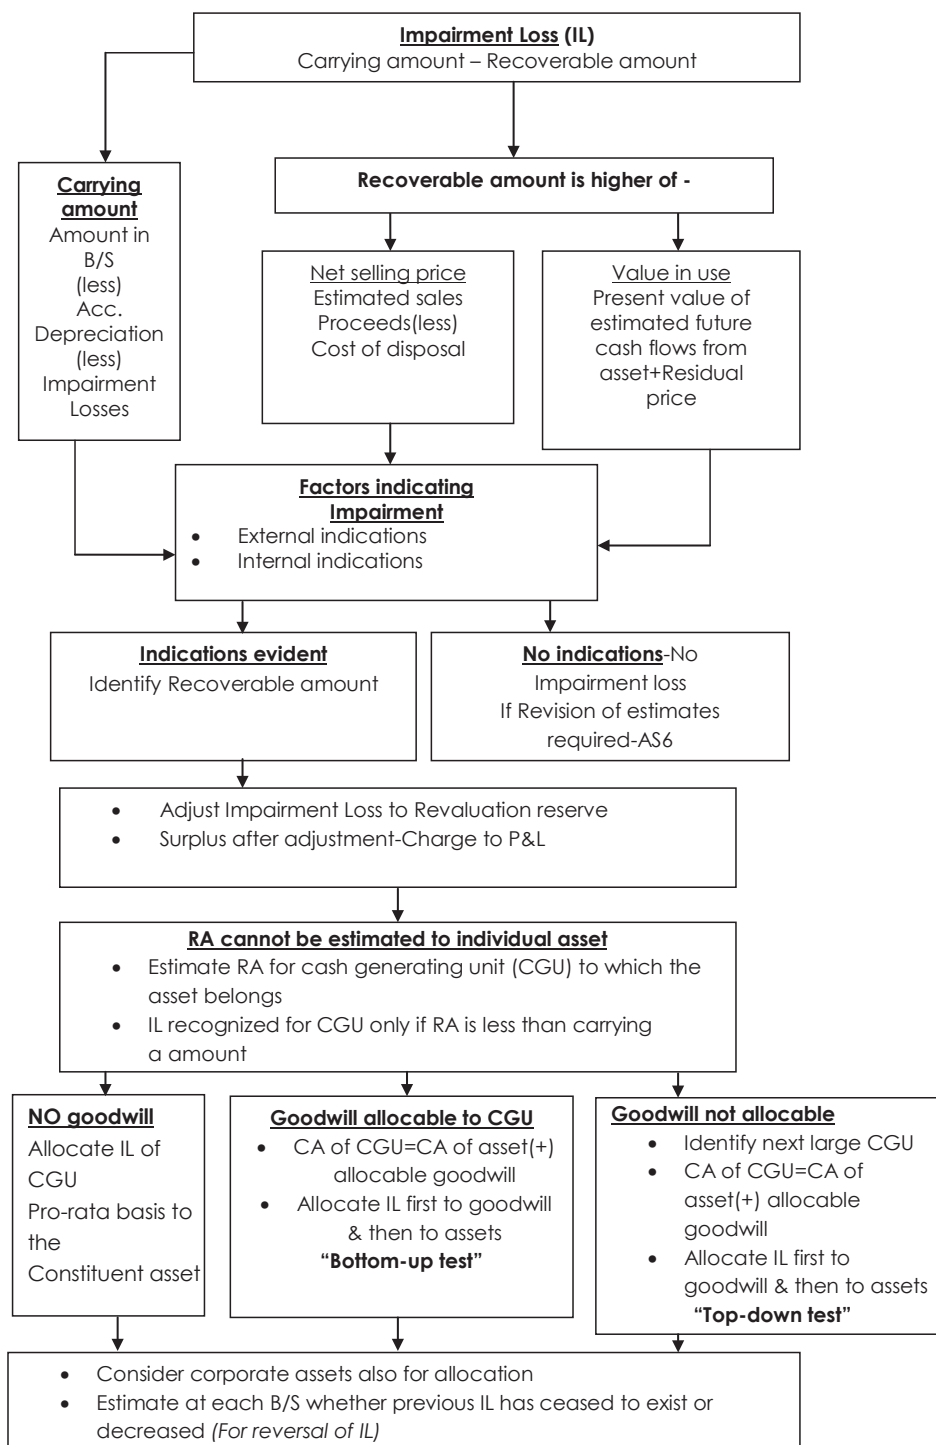 Impairment Loss (IL)
Carrying amount – Recoverable amount
Carrying
amount
Amount in
B/S
(less)
Acc.
Depreciation
(less)
Impairment
Losses
Recoverable amount is higher of -
Net selling price
Estimated sales
Proceeds(less)
Cost of disposal
Value in use
Present value of
estimated future
cash flows from
asset+Residual
price
Factors indicating
Impairment
• External indications
• Internal indications
Indications evident
Identify Recoverable amount
No indications-No
Impairment loss
If Revision of estimates
required-AS6
• Adjust Impairment Loss to Revaluation reserve
• Surplus after adjustment-Charge to P&L
RA cannot be estimated to individual asset
• Estimate RA for cash generating unit (CGU) to which the
asset belongs
• IL recognized for CGU only if RA is less than carrying
a amount
NO goodwill
Allocate IL of
CGU
Pro-rata basis to
the
Constituent asset
Goodwill allocable to CGU
• CA of CGU=CA of asset(+)
allocable goodwill
• Allocate IL first to goodwill
& then to assets
“Bottom-up test”
Goodwill not allocable
• Identify next large CGU
• CA of CGU=CA of
asset(+) allocable
goodwill
• Allocate IL first to
goodwill & then to assets
“Top-down test”
• Consider corporate assets also for allocation
• Estimate at each B/S whether previous IL has ceased to exist or
decreased (For reversal of IL)